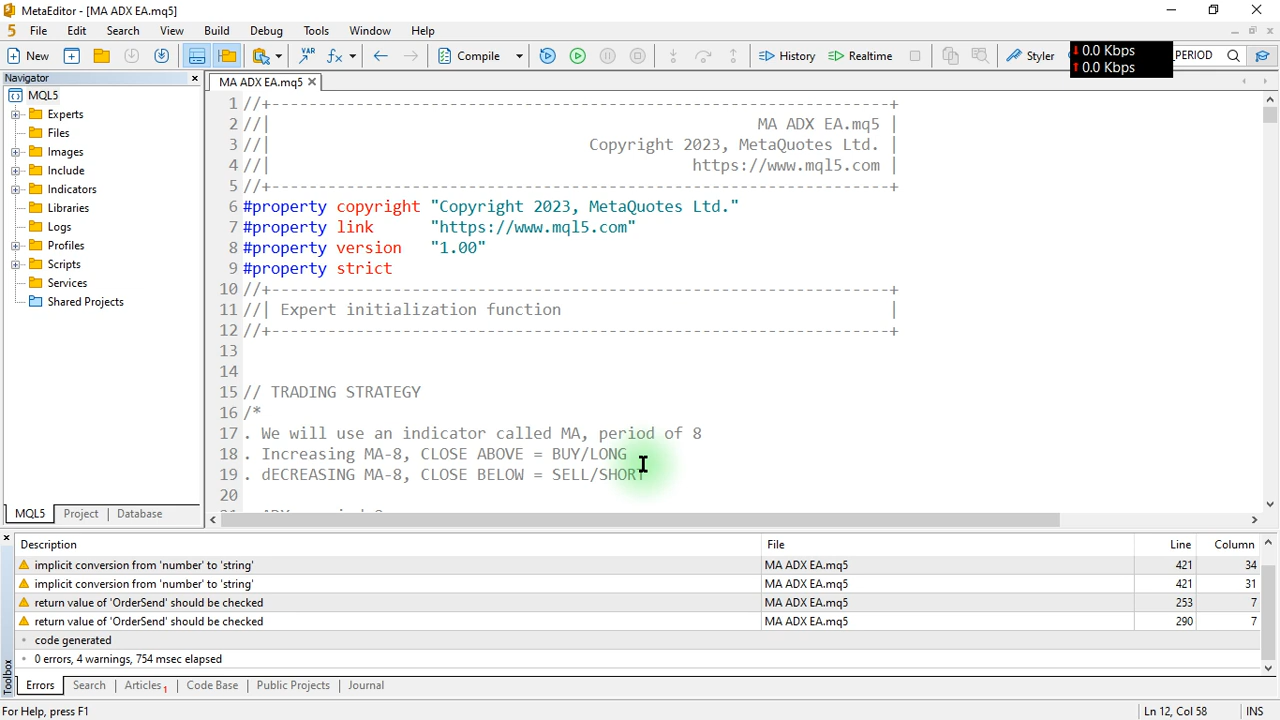 MetaEditor - [MA ADX EA.mq5]
5 File Edit Search View Build Debug Tools Window Help
New VAR Compile History Realtime Styler PERIOD
0.0 Kbps
0.0 Kbps
Navigator
MQL5
Experts
Files
Images
Include
Indicators
Libraries
Logs
Profiles
Scripts
Services
Shared Projects
MQL5 Project Database
MA ADX EA.mq5
1 //+------------------------------------------------------------------+
2 //| MA ADX EA.mq5 |
3 //| Copyright 2023, MetaQuotes Ltd. |
4 //| https://www.mql5.com |
5 //+------------------------------------------------------------------+
6 #property copyright "Copyright 2023, MetaQuotes Ltd."
7 #property link "https://www.mql5.com"
8 #property version "1.00"
9 #property strict
10 //+------------------------------------------------------------------+
11 //| Expert initialization function |
12 //+------------------------------------------------------------------+
13
14
15 // TRADING STRATEGY
16 /*
17 . We will use an indicator called MA, period of 8
18 . Increasing MA-8, CLOSE ABOVE = BUY/LONG
19 . dECREASING MA-8, CLOSE BELOW = SELL/SHORT
20
Description File Line Column
implicit conversion from 'number' to 'string' MA ADX EA.mq5 421 34
implicit conversion from 'number' to 'string' MA ADX EA.mq5 421 31
return value of 'OrderSend' should be checked MA ADX EA.mq5 253 7
return value of 'OrderSend' should be checked MA ADX EA.mq5 290 7
code generated
0 errors, 4 warnings, 754 msec elapsed
Toolbox
Errors Search Articles 1 Code Base Public Projects Journal
For Help, press F1 Ln 12, Col 58 INS